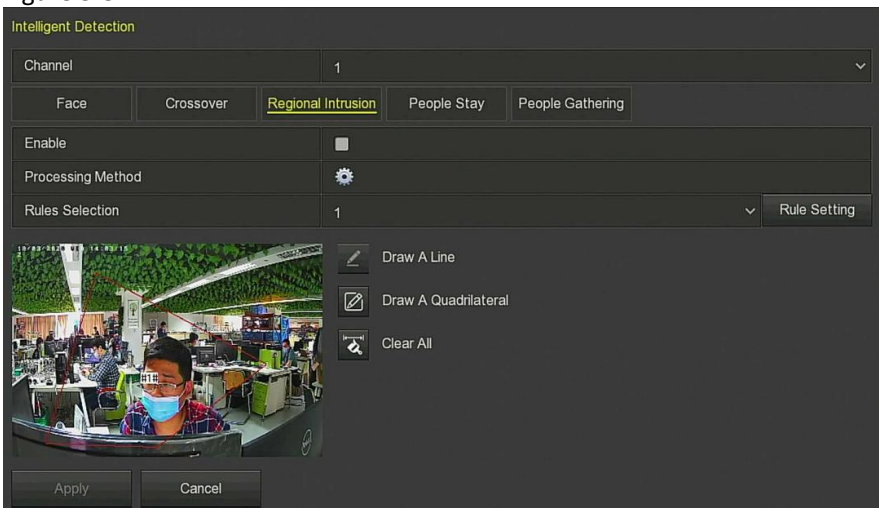 Intelligent Detection
Channel 1
Face Crossover Regional Intrusion People Stay People Gathering
Enable
Processing Method
Rules Selection 1 Rule Setting
Draw A Line
Draw A Quadrilateral
#1#
Clear All
Apply Cancel